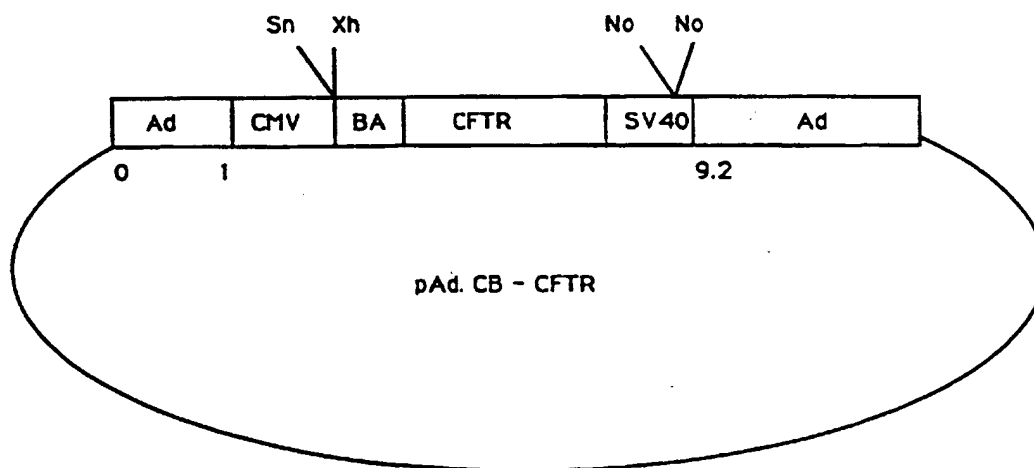 Sn Xh No No
Ad CMV BA CFTR SV40 Ad
0 1 9.2
pAd. CB - CFTR